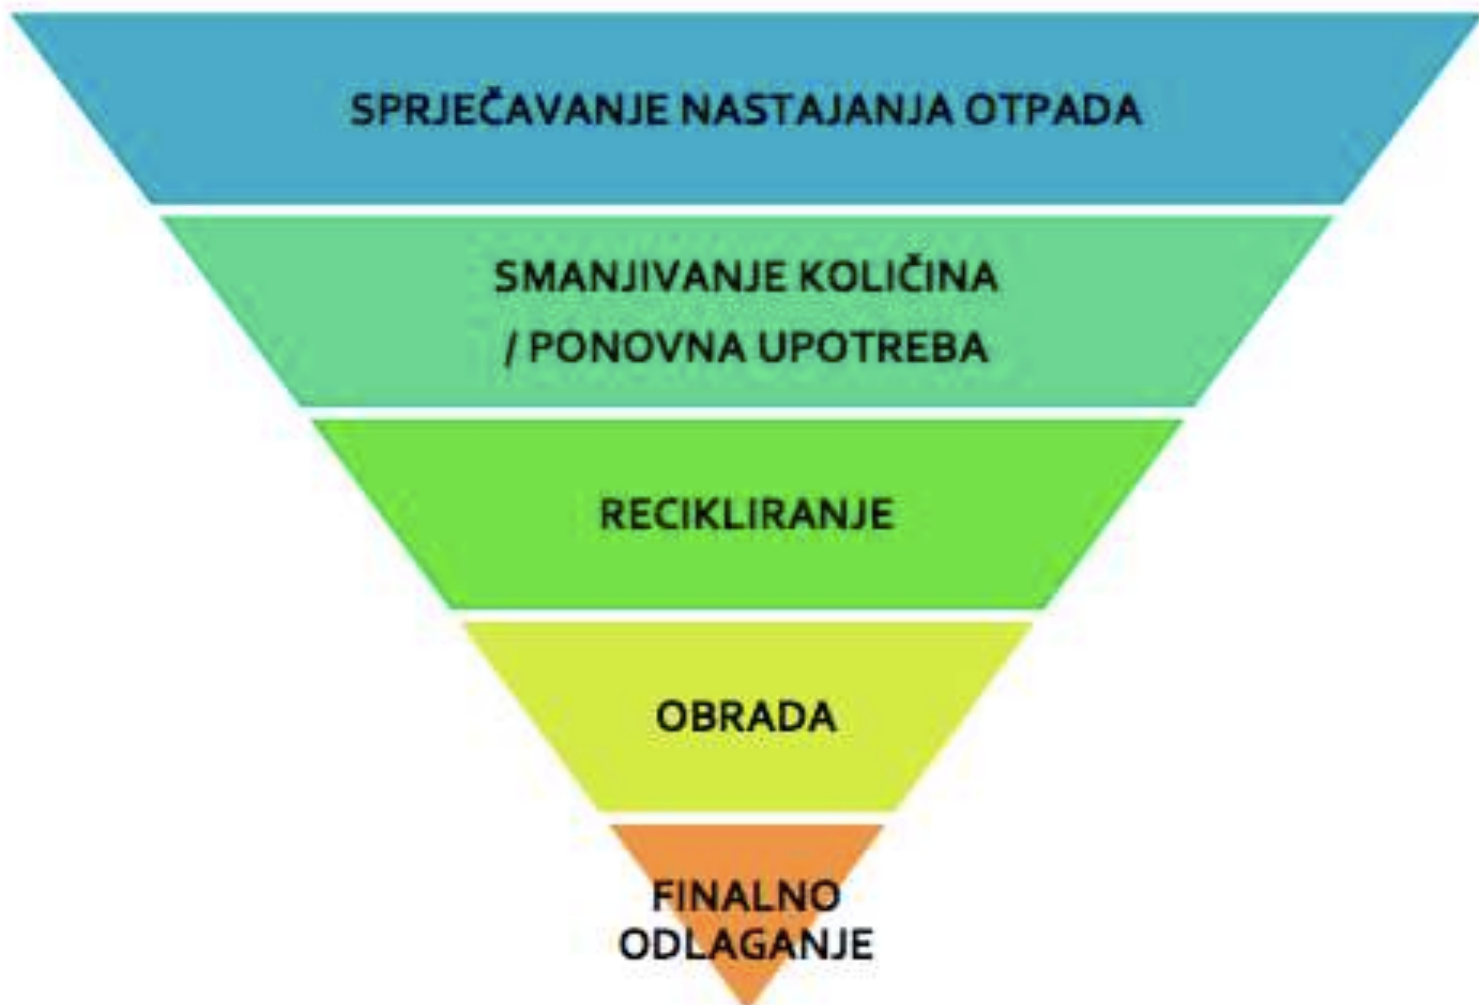 SPRJEČAVANJE NASTAJANJA OTPADA
SMANJIVANJE KOLIČINA
/ PONOVNA UPOTREBA
RECIKLIRANJE
OBRADA
FINALNO
ODLAGANJE